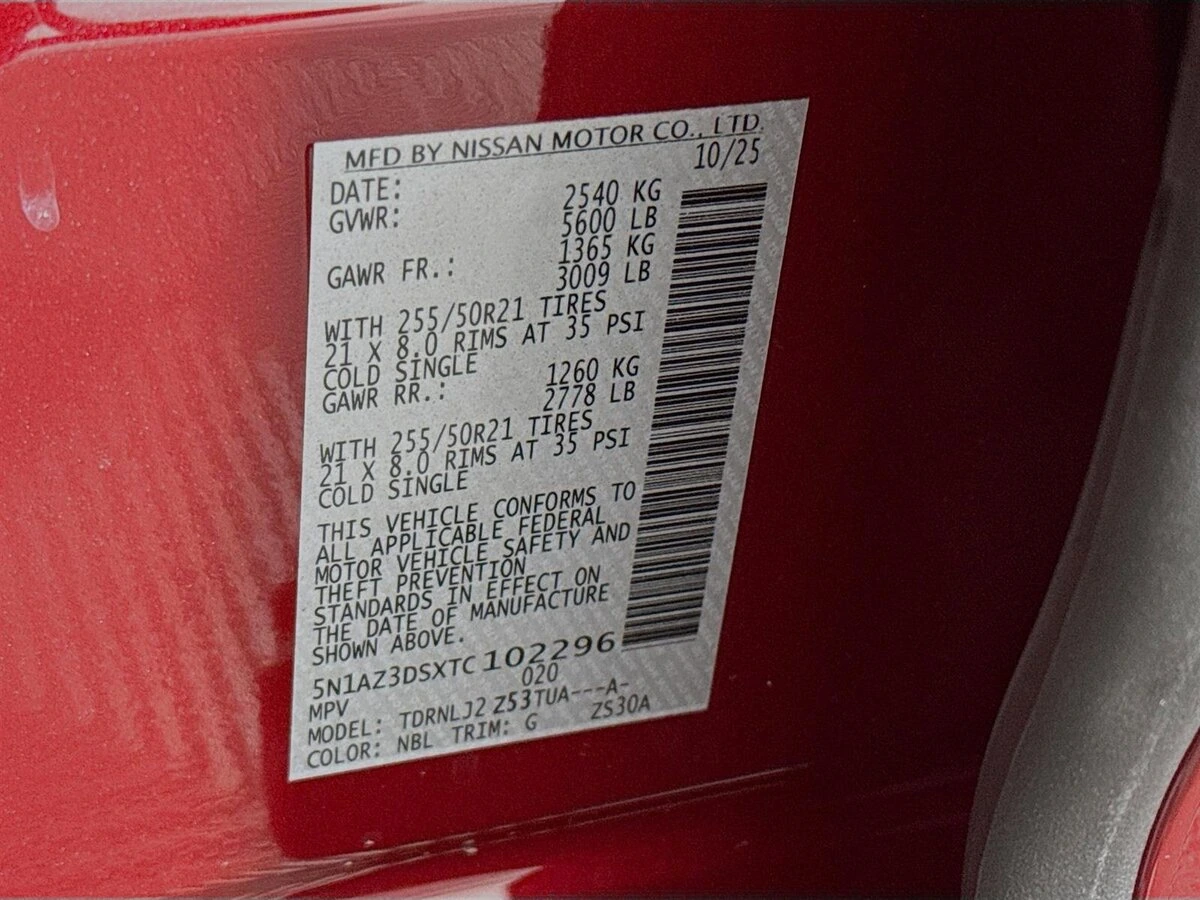 MFD BY NISSAN MOTOR CO., LTD.
DATE: 10/25
GVWR: 2540 KG
5600 LB
GAWR FR.: 1365 KG
3009 LB
WITH 255/50R21 TIRES
21 X 8.0 RIMS AT 35 PSI
COLD SINGLE
GAWR RR.: 1260 KG
2778 LB
WITH 255/50R21 TIRES
21 X 8.0 RIMS AT 35 PSI
COLD SINGLE
THIS VEHICLE CONFORMS TO
ALL APPLICABLE FEDERAL
MOTOR VEHICLE SAFETY AND
THEFT PREVENTION
STANDARDS IN EFFECT ON
THE DATE OF MANUFACTURE
SHOWN ABOVE.
5N1AZ3DSXTC102296
MPV 020
MODEL: TDRNLJ2 Z53TUA---A-
COLOR: NBL TRIM: G ZS30A